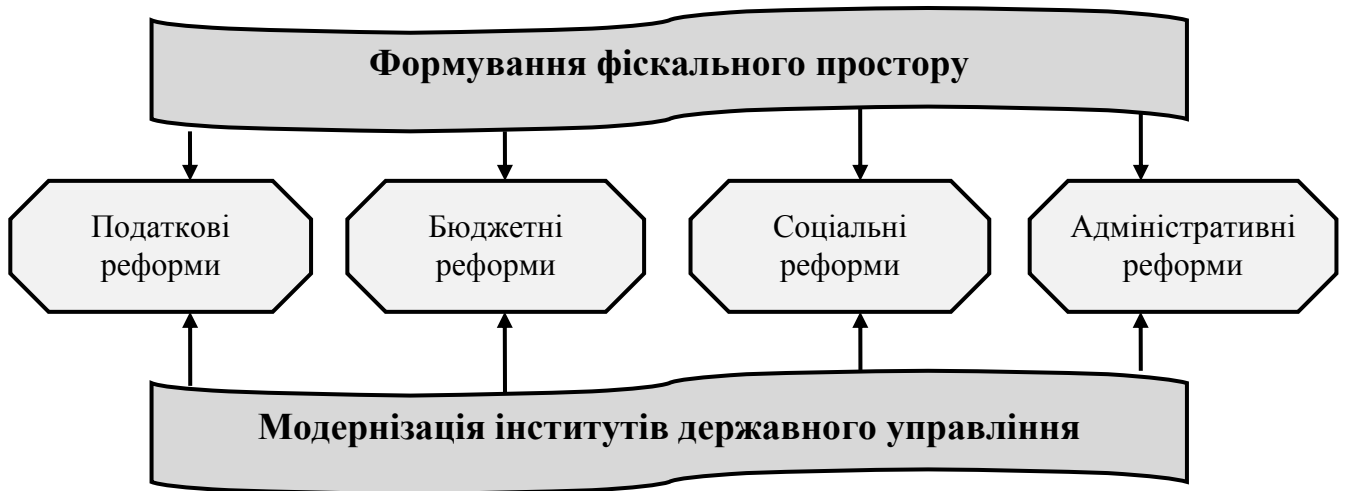 Формування фіскального простору
Податкові
реформи
Бюджетні
реформи
Соціальні
реформи
Адміністративні
реформи
Модернізація інститутів державного управління